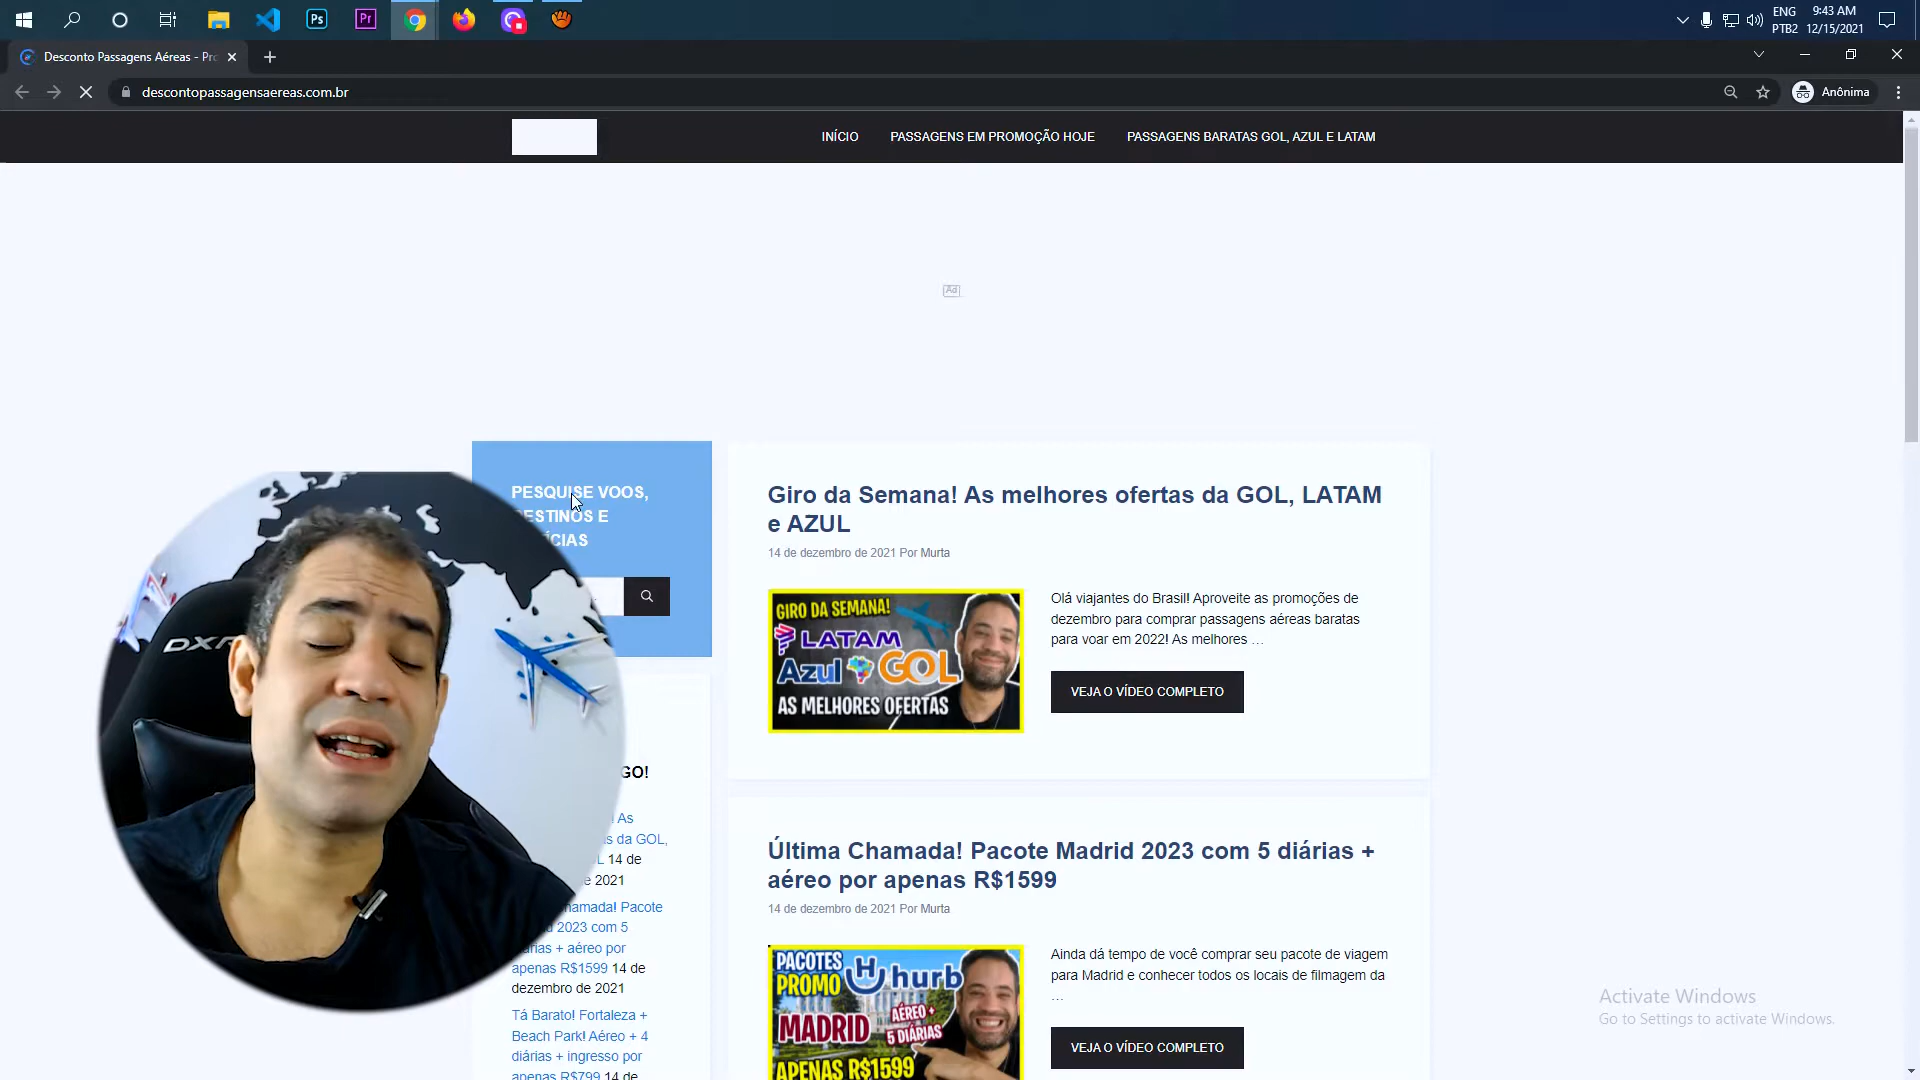 Ps
Pr
ENG
PTB2
9:43 AM
12/15/2021
Desconto Passagens Aéreas - Pro
descontopassagensaereas.com.br
Anônima
INÍCIO
PASSAGENS EM PROMOÇÃO HOJE
PASSAGENS BARATAS GOL, AZUL E LATAM
Ad
PESQUISE VOOS,
DESTINOS E
ÍCIAS
GO!
! As
s da GOL,
L 14 de
e 2021
hamada! Pacote
d 2023 com 5
diárias + aéreo por
apenas R$1599 14 de
dezembro de 2021
Tá Barato! Fortaleza +
Beach Park! Aéreo + 4
diárias + ingresso por
apenas R$799 14 de
DXR
Giro da Semana! As melhores ofertas da GOL, LATAM
e AZUL
14 de dezembro de 2021 Por Murta
GIRO DA SEMANA!
LATAM
Azul GOL
AS MELHORES OFERTAS
Olá viajantes do Brasil! Aproveite as promoções de
dezembro para comprar passagens aéreas baratas
para voar em 2022! As melhores …
VEJA O VÍDEO COMPLETO
Última Chamada! Pacote Madrid 2023 com 5 diárias +
aéreo por apenas R$1599
14 de dezembro de 2021 Por Murta
PACOTES
PROMO
H hurb
MADRID
AÉREO +
5 DIÁRIAS
APENAS R$1599
Ainda dá tempo de você comprar seu pacote de viagem
para Madrid e conhecer todos os locais de filmagem da
…
VEJA O VÍDEO COMPLETO
Activate Windows
Go to Settings to activate Windows.